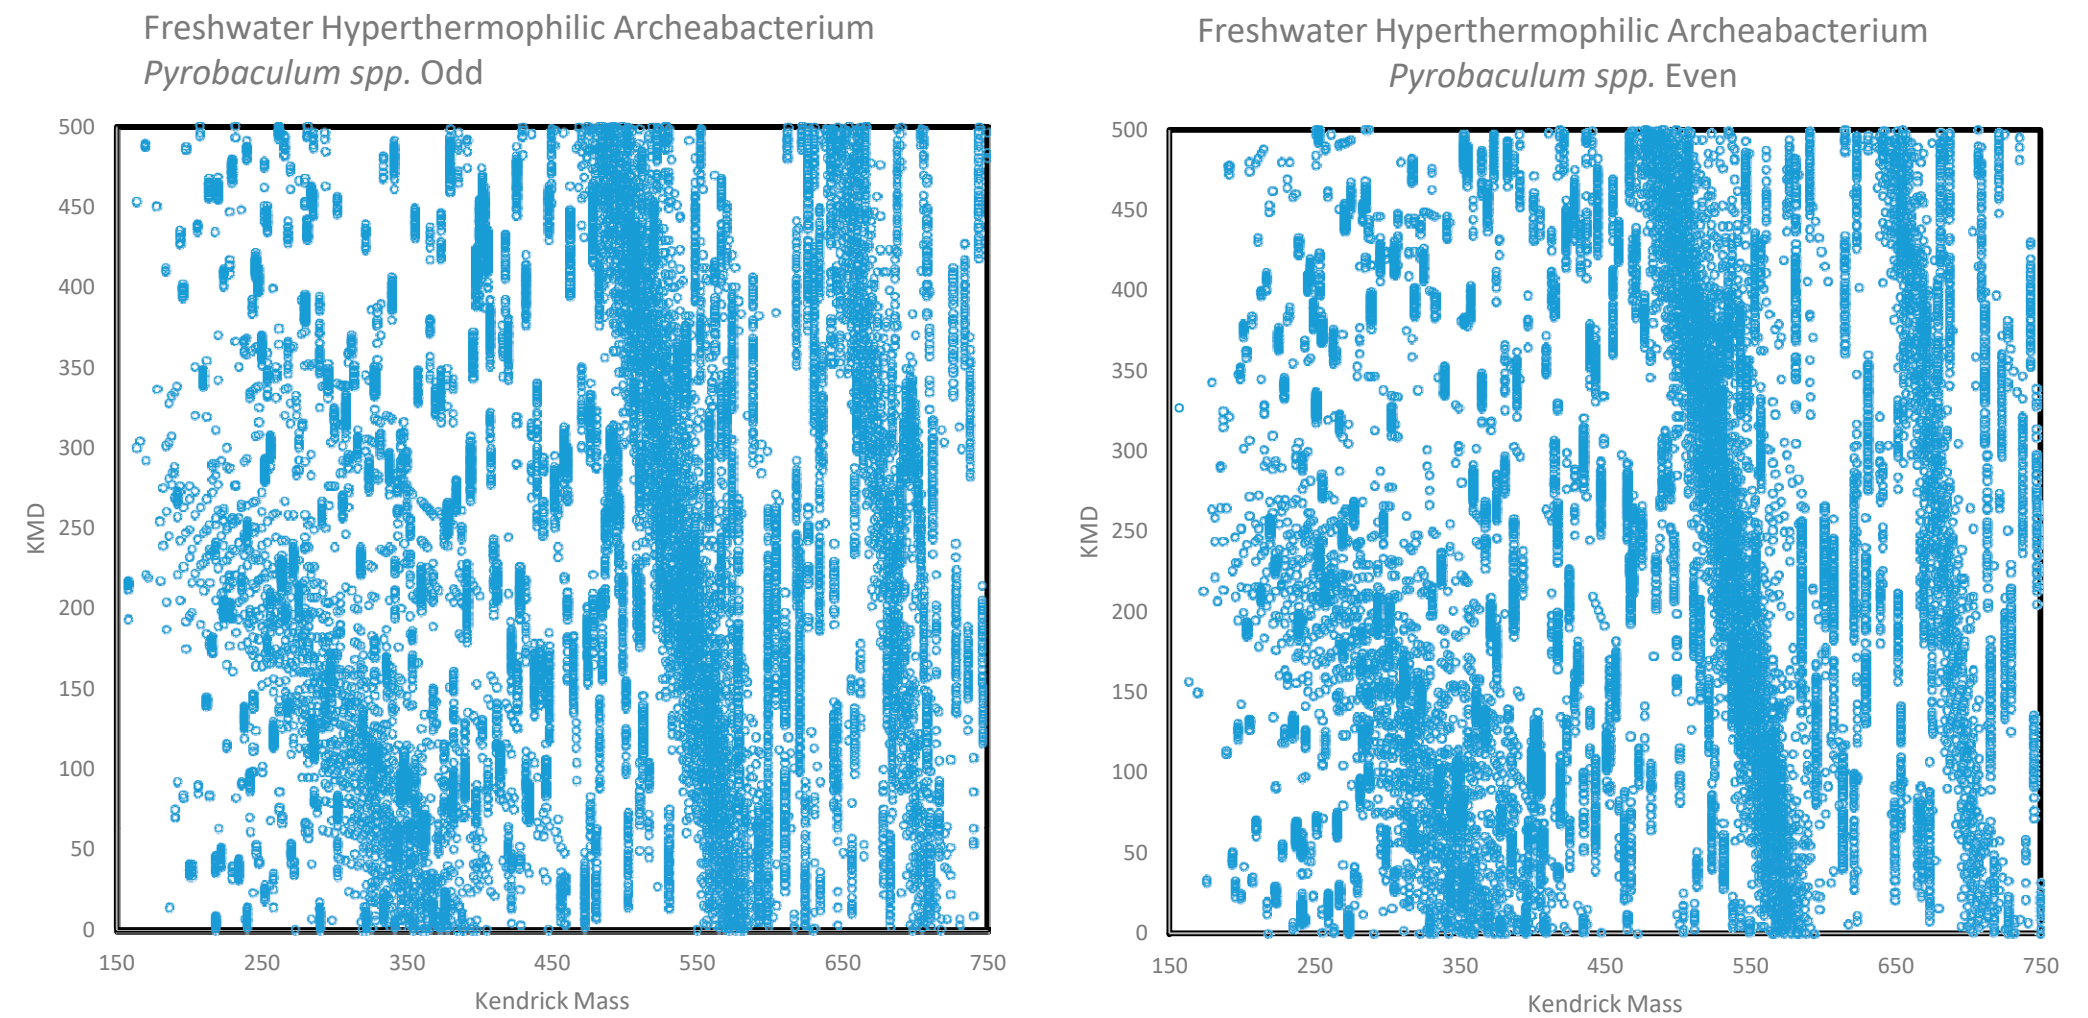 Freshwater Hyperthermophilic Archeabacterium
Pyrobaculum spp. Odd
500
450
400
350
300
250
200
150
100
50
0
KMD
150 250 350 450 550 650 750
Kendrick Mass
Freshwater Hyperthermophilic Archeabacterium
Pyrobaculum spp. Even
500
450
400
350
300
250
200
150
100
50
0
KMD
150 250 350 450 550 650 750
Kendrick Mass